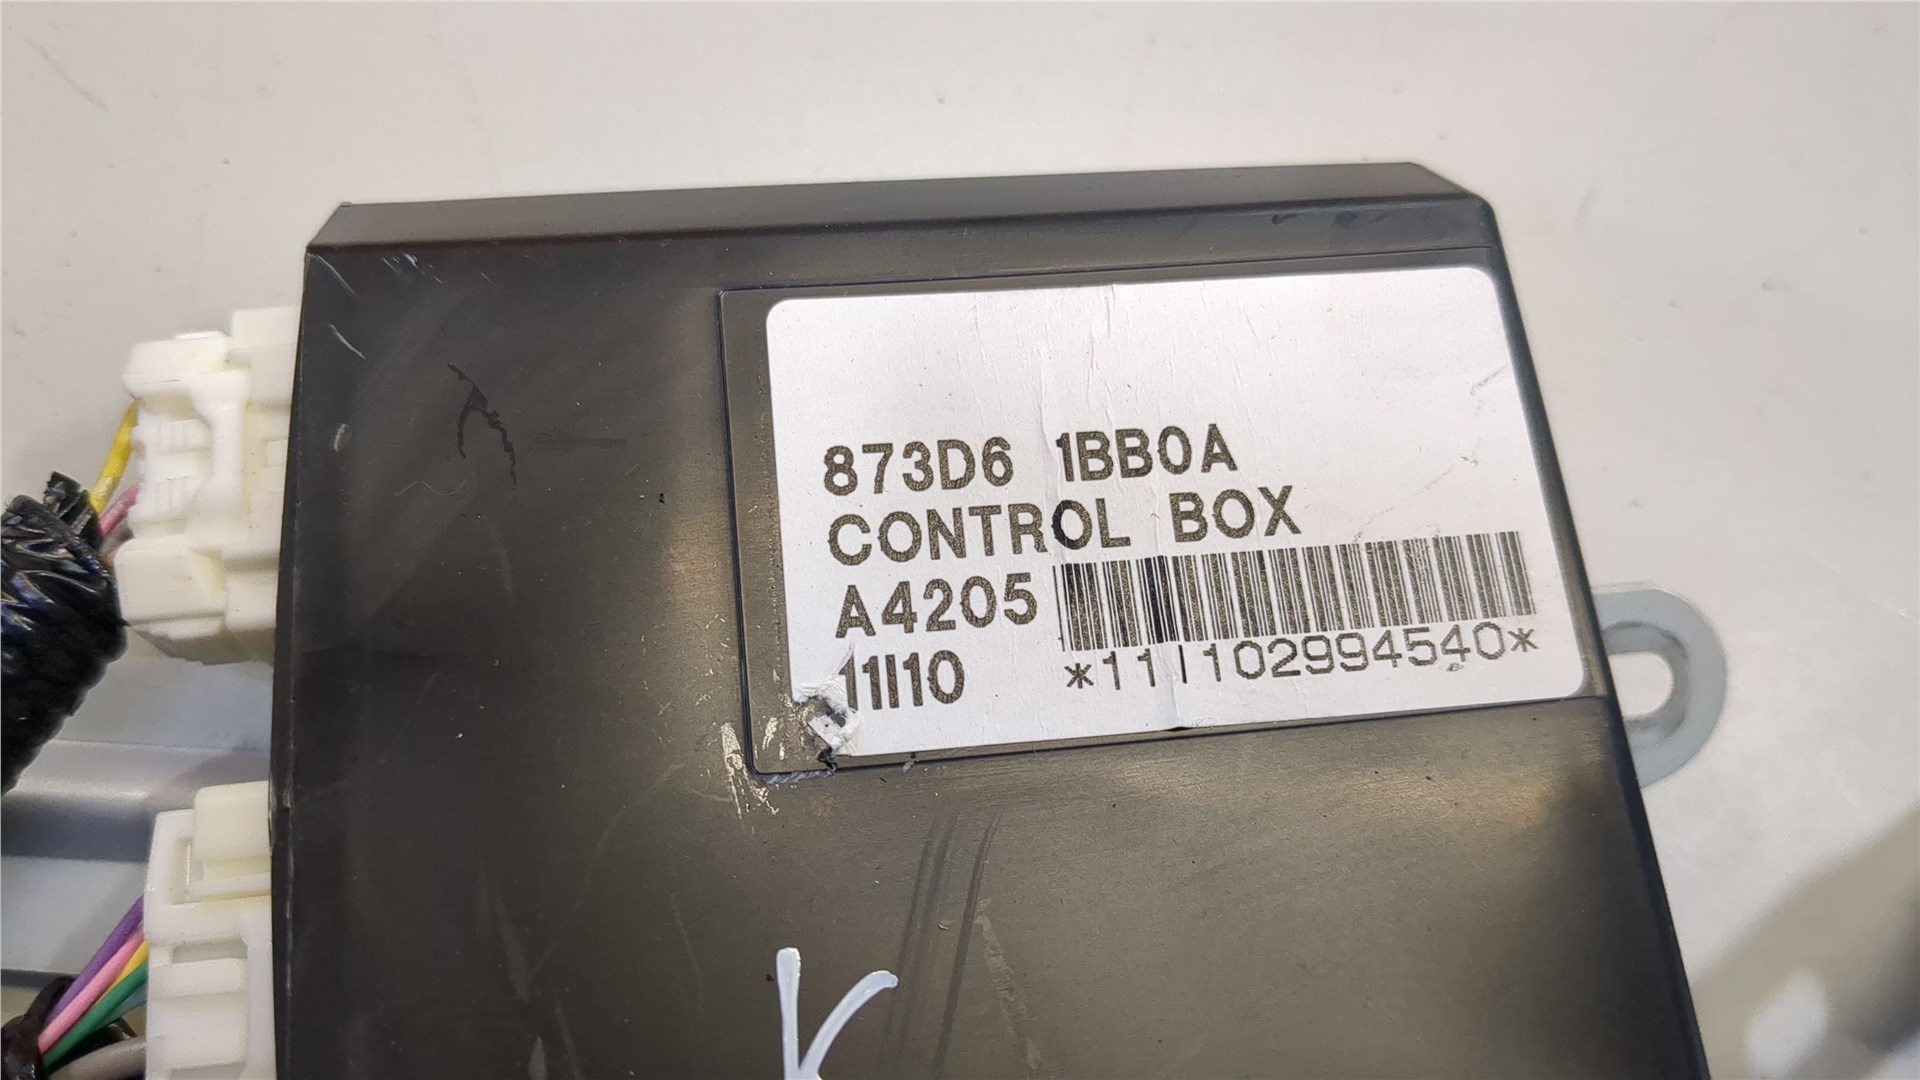 873D6 1BB0A
CONTROL BOX
A4205
11I10
*11I102994540*
K